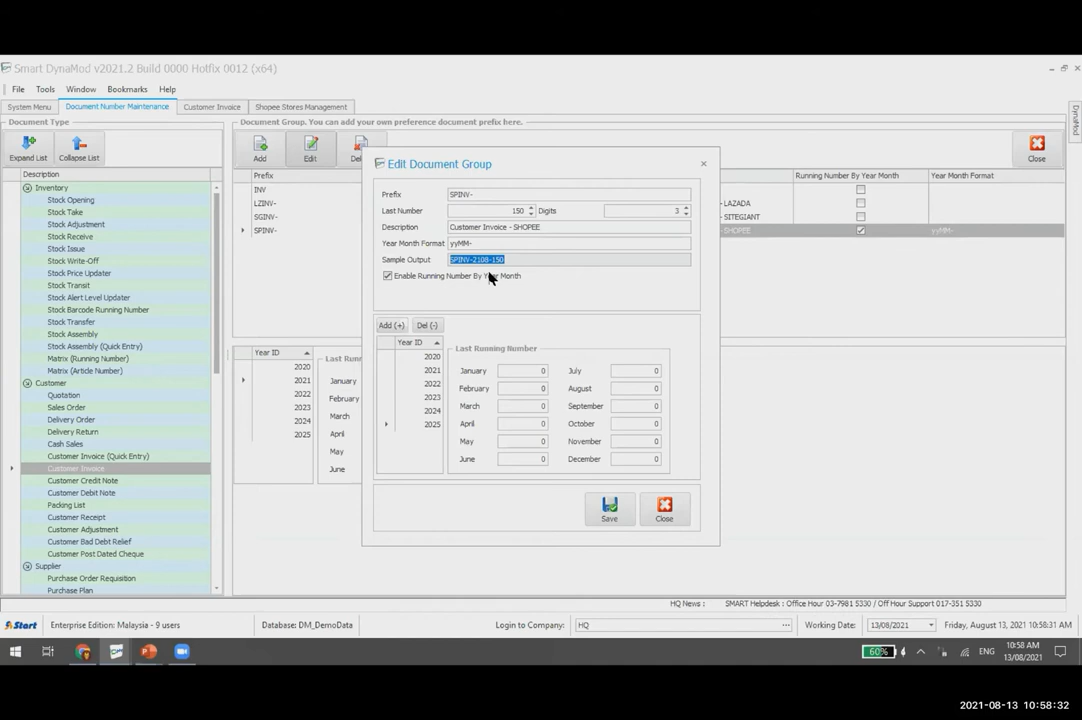 Smart DynaMod v2021.2 Build 0000 Hotfix 0012 (x64)
File Tools Window Bookmarks Help
System Menu Document Number Maintenance Customer Invoice Shopee Stores Management
DynaMod
Document Type
Expand List Collapse List
Description
Inventory
Stock Opening
Stock Take
Stock Adjustment
Stock Receive
Stock Issue
Stock Write-Off
Stock Price Updater
Stock Transit
Stock Alert Level Updater
Stock Barcode Running Number
Stock Transfer
Stock Assembly
Stock Assembly (Quick Entry)
Matrix (Running Number)
Matrix (Article Number)
Customer
Quotation
Sales Order
Delivery Order
Delivery Return
Cash Sales
Customer Invoice (Quick Entry)
Customer Invoice
Customer Credit Note
Customer Debit Note
Packing List
Customer Receipt
Customer Adjustment
Customer Bad Debt Relief
Customer Post Dated Cheque
Supplier
Purchase Order Requisition
Purchase Plan
Document Group. You can add your own preference document prefix here.
Add Edit Del
Close
Prefix
Running Number By Year Month Year Month Format
INV
LZINV-
- LAZADA
SGINV-
- SITEGIANT
SPINV-
- SHOPEE
yyMM-
Year ID
2020
2021
2022
2023
2024
2025
Last Runn
January
February
March
April
May
June
Edit Document Group
Prefix SPINV-
Last Number 150 Digits 3
Description Customer Invoice - SHOPEE
Year Month Format yyMM-
Sample Output SPINV-2108-150
Enable Running Number By Year Month
Add (+) Del (-)
Year ID
2020
2021
2022
2023
2024
2025
Last Running Number
January 0 July 0
February 0 August 0
March 0 September 0
April 0 October 0
May 0 November 0
June 0 December 0
Save Close
HQ News : SMART Helpdesk : Office Hour 03-7981 5330 / Off Hour Support 017-351 5330
Start Enterprise Edition: Malaysia - 9 users Database: DM_DemoData Login to Company: HQ Working Date: 13/08/2021 Friday, August 13, 2021 10:58:31 AM
60% ENG 10:58 AM
13/08/2021
2021-08-13 10:58:32